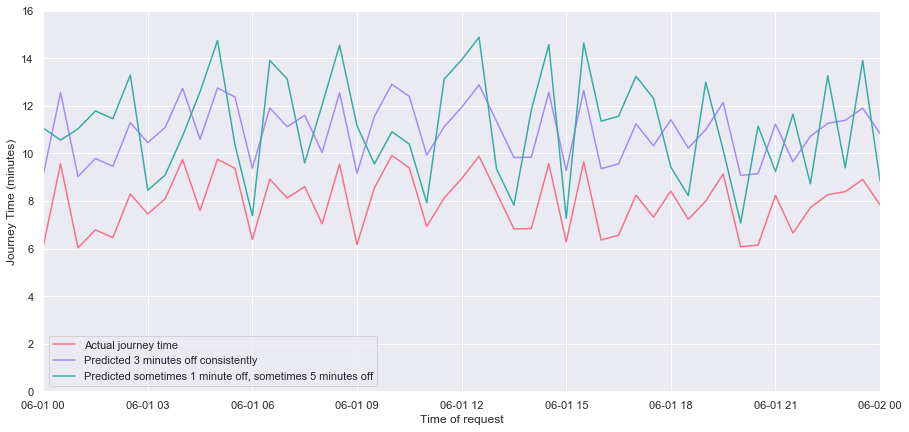 16
14
12
10
8
6
4
2
0
Journey Time (minutes)
Actual journey time
Predicted 3 minutes off consistently
Predicted sometimes 1 minute off, sometimes 5 minutes off
06-01 00 06-01 03 06-01 06 06-01 09 06-01 12 06-01 15 06-01 18 06-01 21 06-02 00
Time of request